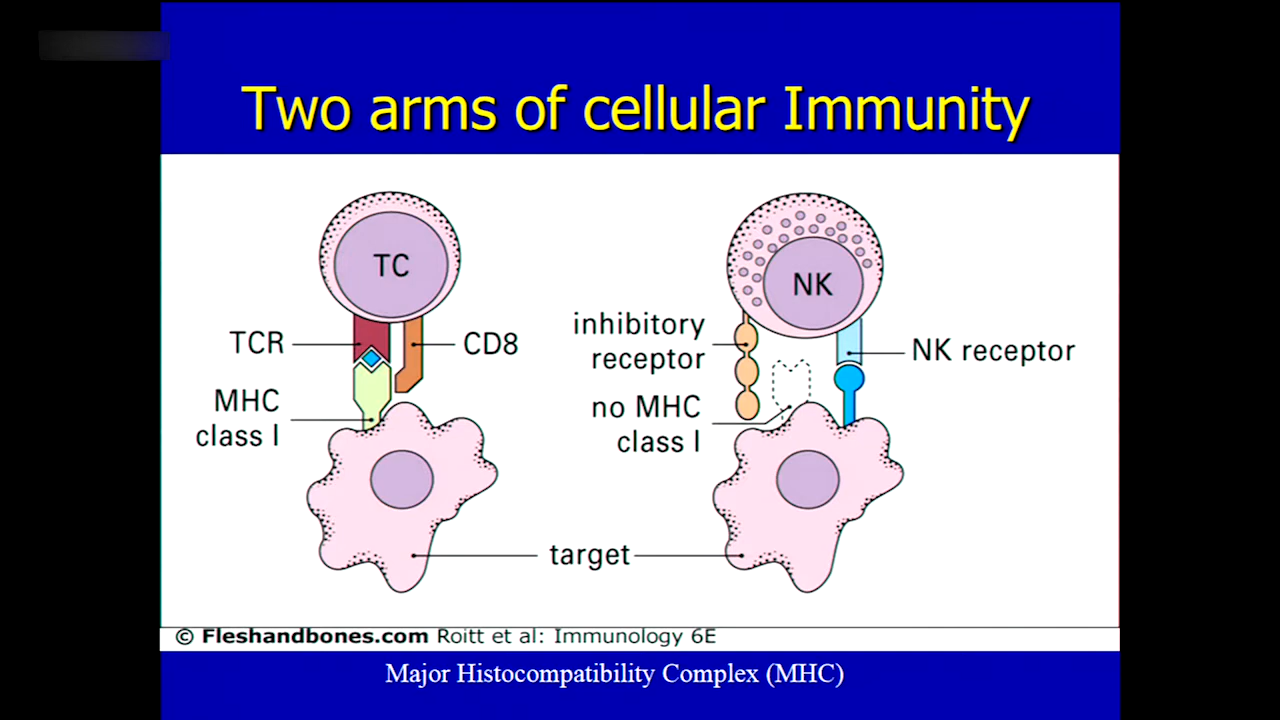 Two arms of cellular Immunity
TC
NK
TCR
CD8
inhibitory
receptor
NK receptor
MHC
class I
no MHC
class I
target
© Fleshandbones.com Roitt et al: Immunology 6E
Major Histocompatibility Complex (MHC)